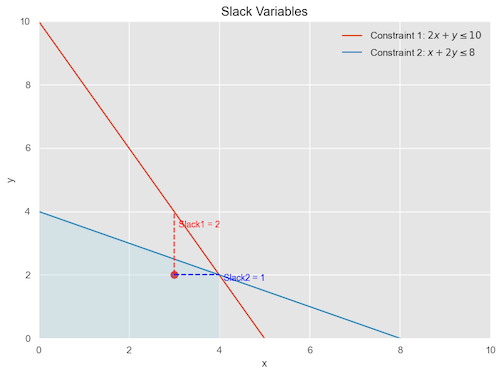 Slack Variables
Constraint 1: 2x + y ≤ 10
Constraint 2: x + 2y ≤ 8
10
8
6
4
2
0
y
Slack1 = 2
Slack2 = 1
0 2 4 6 8 10
x